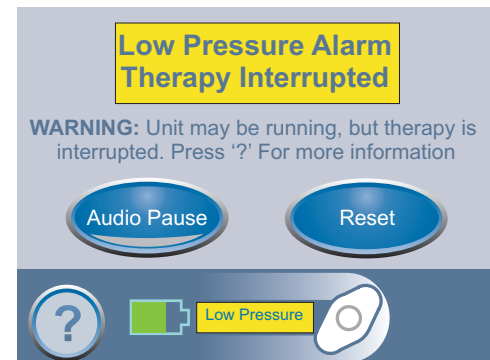 Low Pressure Alarm
Therapy Interrupted
WARNING: Unit may be running, but therapy is
interrupted. Press ‘?’ For more information
Audio Pause
Reset
?
Low Pressure